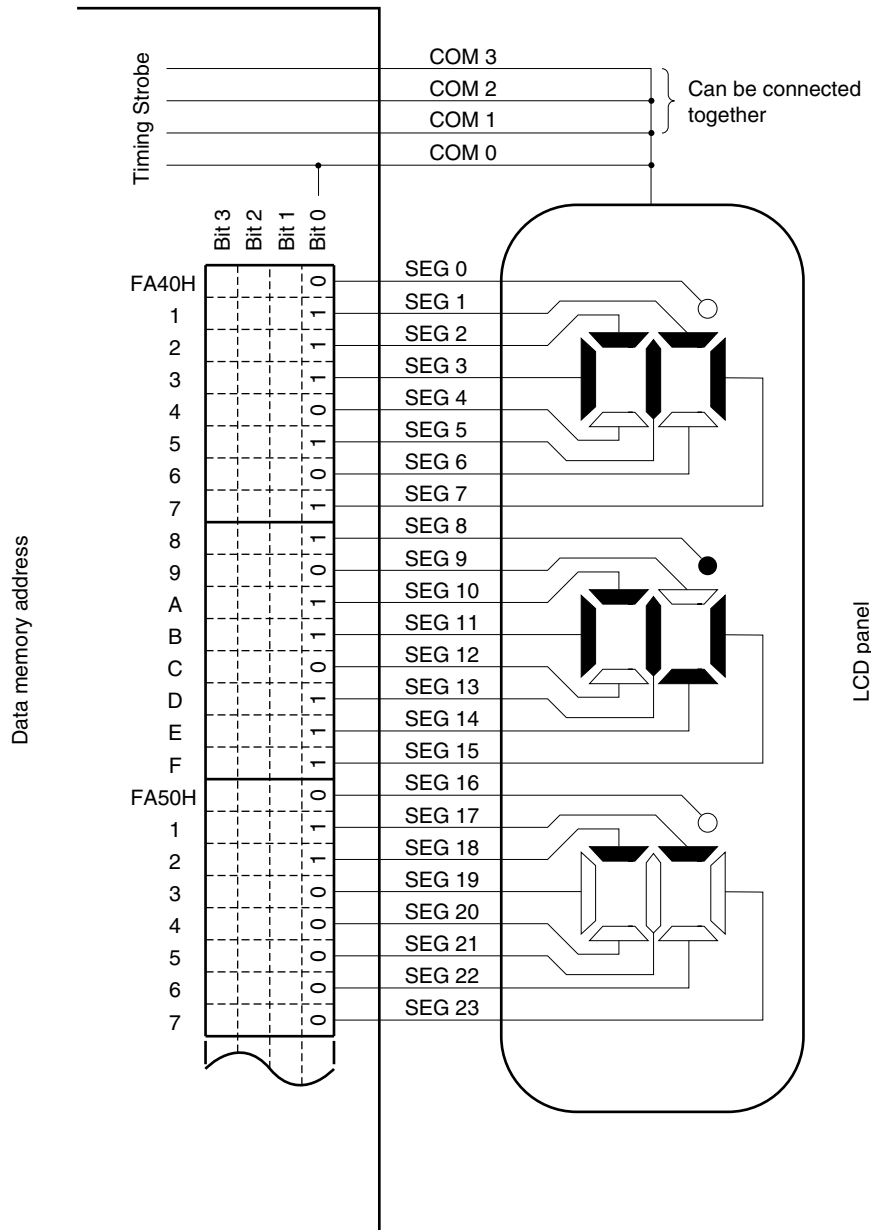 COM 3
COM 2
COM 1
COM 0
Can be connected
together
Timing Strobe
Bit 3
Bit 2
Bit 1
Bit 0
FA40H 0 SEG 0
1 1 SEG 1
2 1 SEG 2
3 1 SEG 3
4 0 SEG 4
5 1 SEG 5
6 0 SEG 6
7 1 SEG 7
8 1 SEG 8
9 0 SEG 9
A 1 SEG 10
B 1 SEG 11
C 0 SEG 12
D 1 SEG 13
E 1 SEG 14
F 1 SEG 15
FA50H 0 SEG 16
1 1 SEG 17
2 1 SEG 18
3 0 SEG 19
4 0 SEG 20
5 0 SEG 21
6 0 SEG 22
7 0 SEG 23
Data memory address
LCD panel